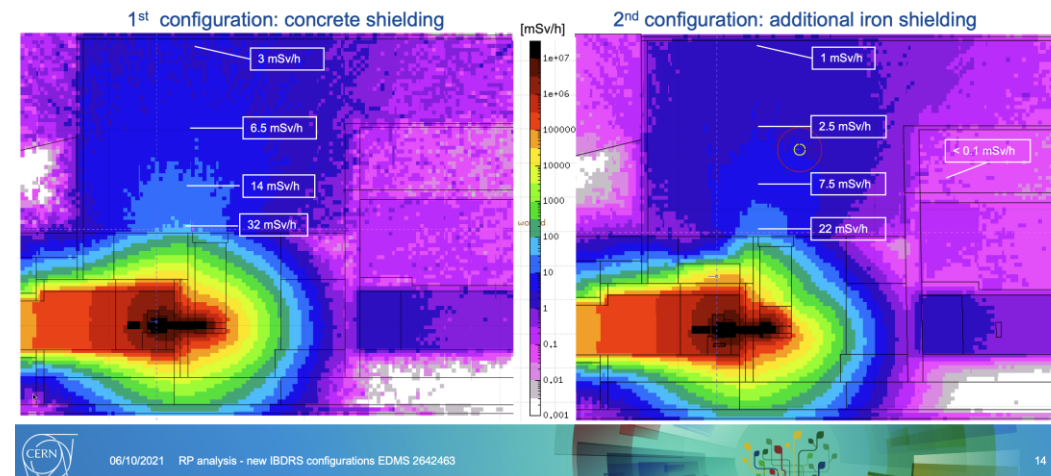 1st configuration: concrete shielding
2nd configuration: additional iron shielding
[mSv/h]
3 mSv/h
6.5 mSv/h
14 mSv/h
32 mSv/h
1e+07
1e+06
100000
10000
1000
100
10
1
0,1
0,01
0,001
1 mSv/h
2.5 mSv/h
< 0.1 mSv/h
7.5 mSv/h
22 mSv/h
CERN
06/10/2021 RP analysis - new IBDRS configurations EDMS 2642463
14